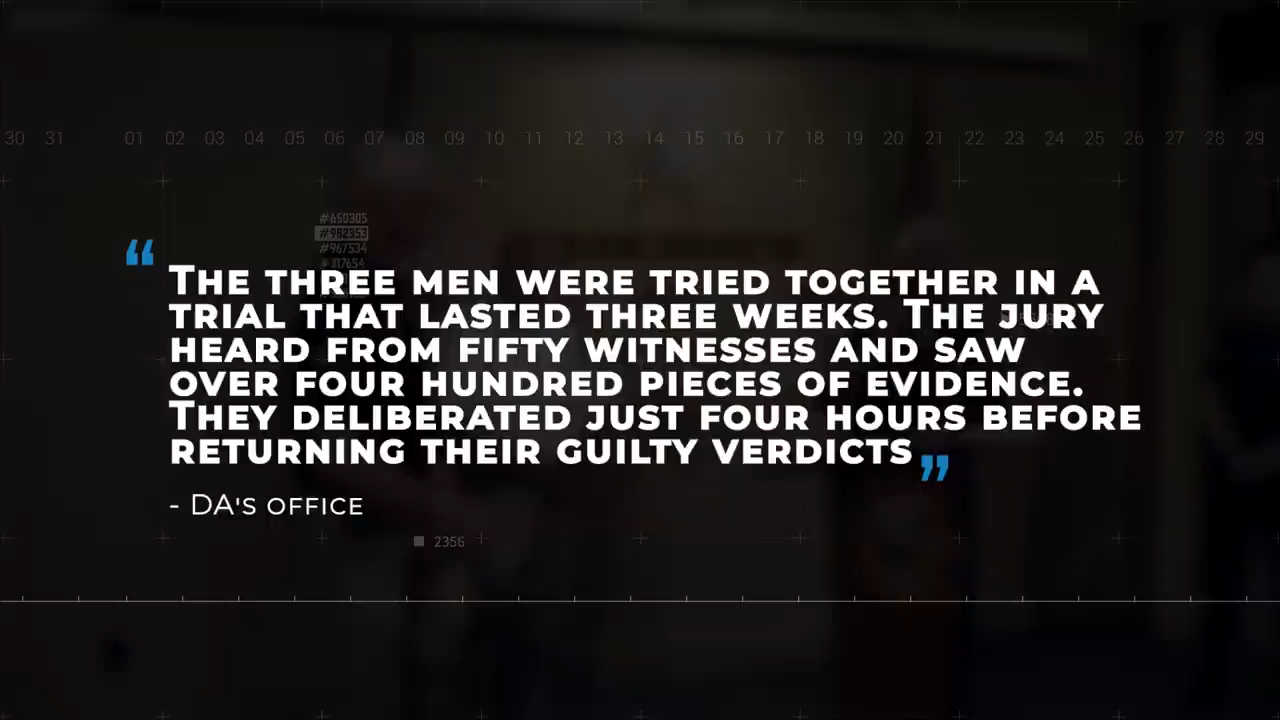 30 31 01 02 03 04 05 06 07 08 09 10 11 12 13 14 15 16 17 18 19 20 21 22 23 24 25 26 27 28 29
#650305
#982353
#967534
“ The three men were tried together in a
trial that lasted three weeks. The jury
heard from fifty witnesses and saw
over four hundred pieces of evidence.
They deliberated just four hours before
returning their guilty verdicts ”
- DA's office
2356